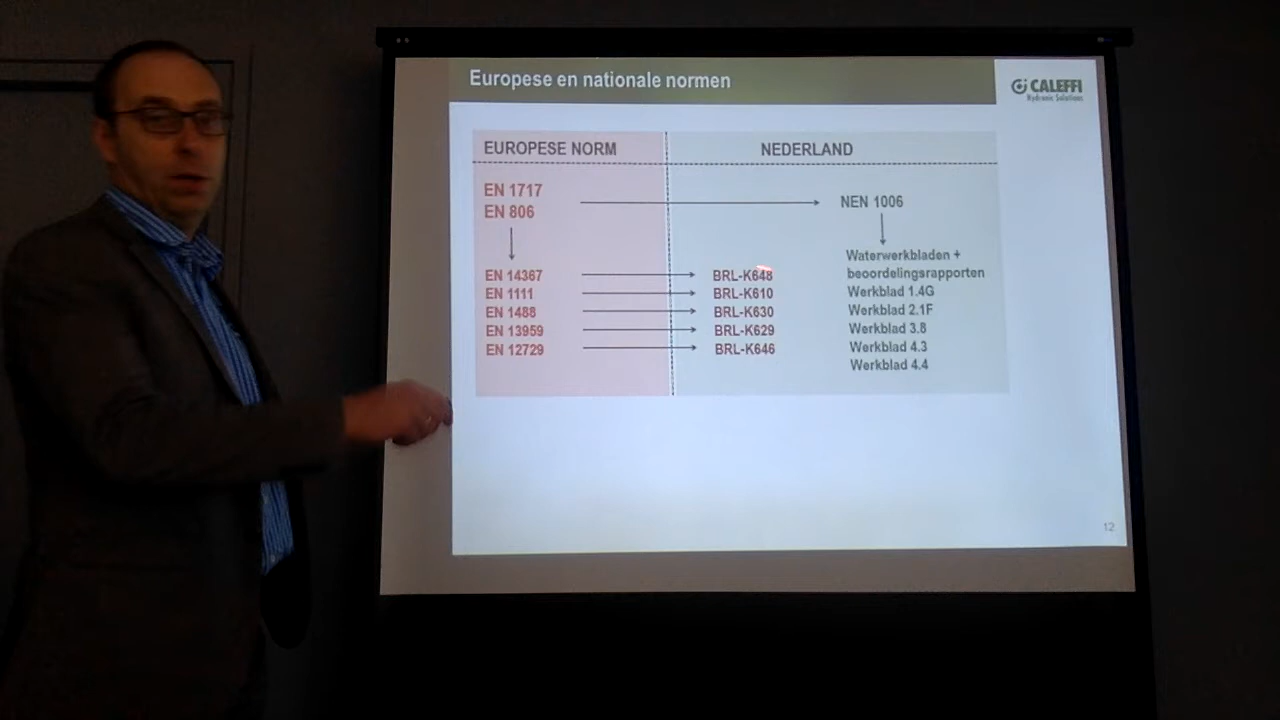 Europese en nationale normen
CALEFFI
Hydronic Solutions
EUROPESE NORM
NEDERLAND
EN 1717
EN 806
NEN 1006
Waterwerkbladen +
beoordelingsrapporten
EN 14367
BRL-K648
EN 1111
BRL-K610
Werkblad 1.4G
EN 1488
BRL-K630
Werkblad 2.1F
EN 13959
BRL-K629
Werkblad 3.8
EN 12729
BRL-K646
Werkblad 4.3
Werkblad 4.4
12